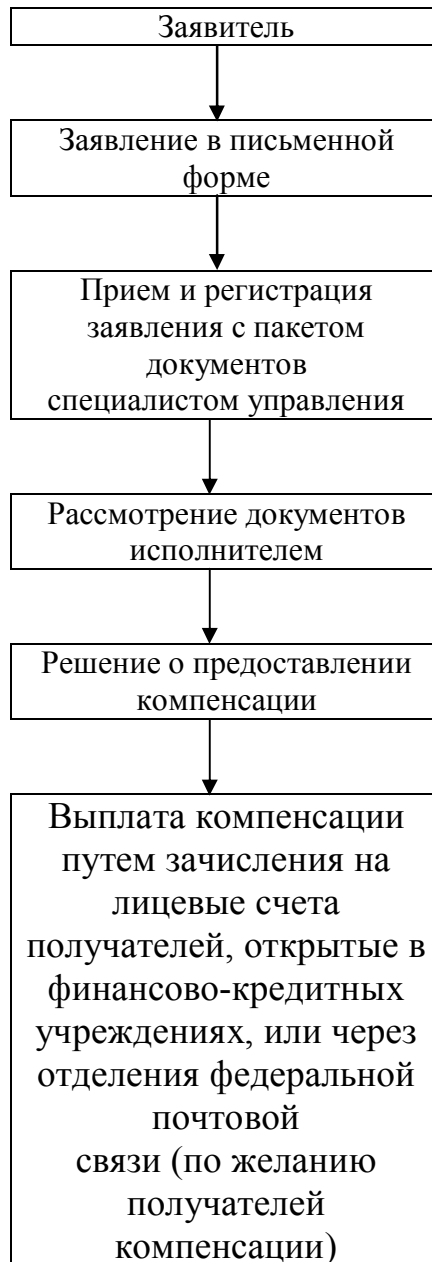 Заявитель
Заявление в письменной
форме
Прием и регистрация
заявления с пакетом
документов
специалистом управления
Рассмотрение документов
исполнителем
Решение о предоставлении
компенсации
Выплата компенсации
путем зачисления на
лицевые счета
получателей, открытые в
финансово-кредитных
учреждениях, или через
отделения федеральной
почтовой
связи (по желанию
получателей
компенсации)